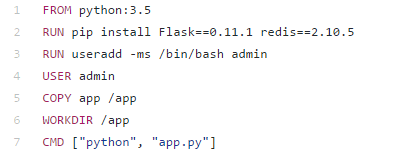 1 FROM python:3.5
2 RUN pip install Flask==0.11.1 redis==2.10.5
3 RUN useradd -ms /bin/bash admin
4 USER admin
5 COPY app /app
6 WORKDIR /app
7 CMD ["python", "app.py"]